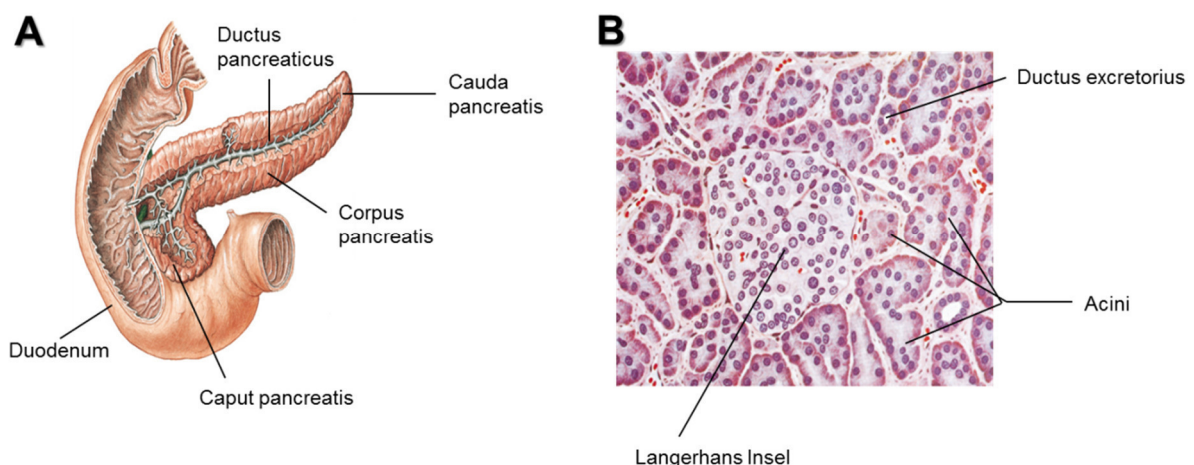 A
Ductus
pancreaticus
Cauda
pancreatis
Corpus
pancreatis
Duodenum
Caput pancreatis
B
Ductus excretorius
Acini
Langerhans Insel